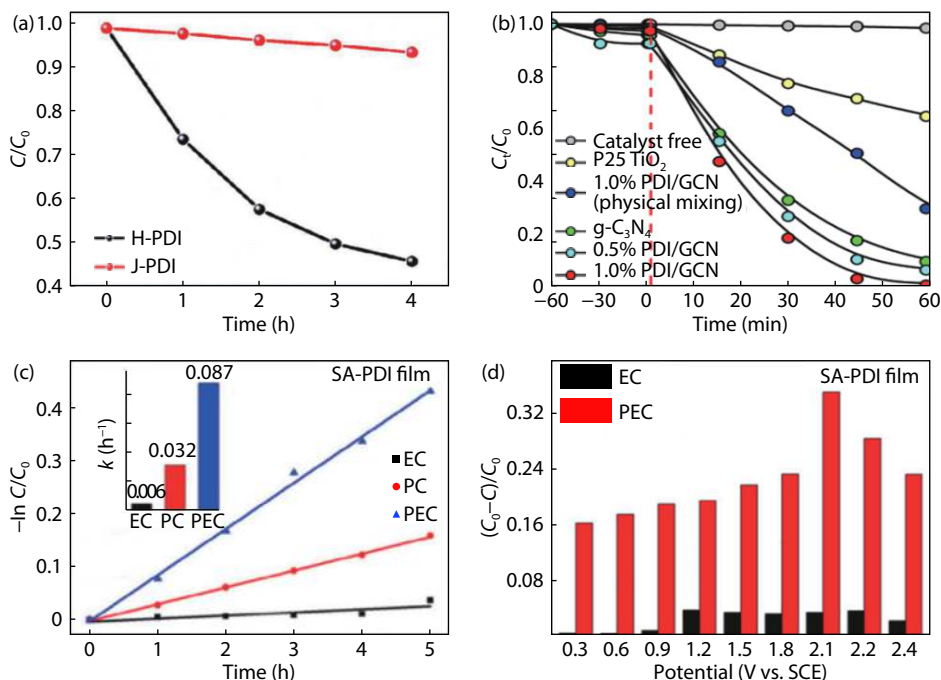 (a)
1.0
0.9
0.8
0.7
0.6
0.5
0.4
C/C₀
H-PDI
J-PDI
0 1 2 3 4
Time (h)
(b)
1.0
0.8
0.6
0.4
0.2
0
Cₜ/C₀
Catalyst free
P25 TiO₂
1.0% PDI/GCN
(physical mixing)
g-C₃N₄
0.5% PDI/GCN
1.0% PDI/GCN
−60 −30 0 10 20 30 40 50 60
Time (min)
(c)
SA-PDI film
0.4
0.3
0.2
0.1
0
−ln C/C₀
k (h⁻¹)
0.006
0.032
0.087
EC PC PEC
EC
PC
PEC
0 1 2 3 4 5
Time (h)
(d)
EC
PEC
SA-PDI film
0.32
0.24
0.16
0.08
(C₀−C)/C₀
0.3 0.6 0.9 1.2 1.5 1.8 2.1 2.2 2.4
Potential (V vs. SCE)